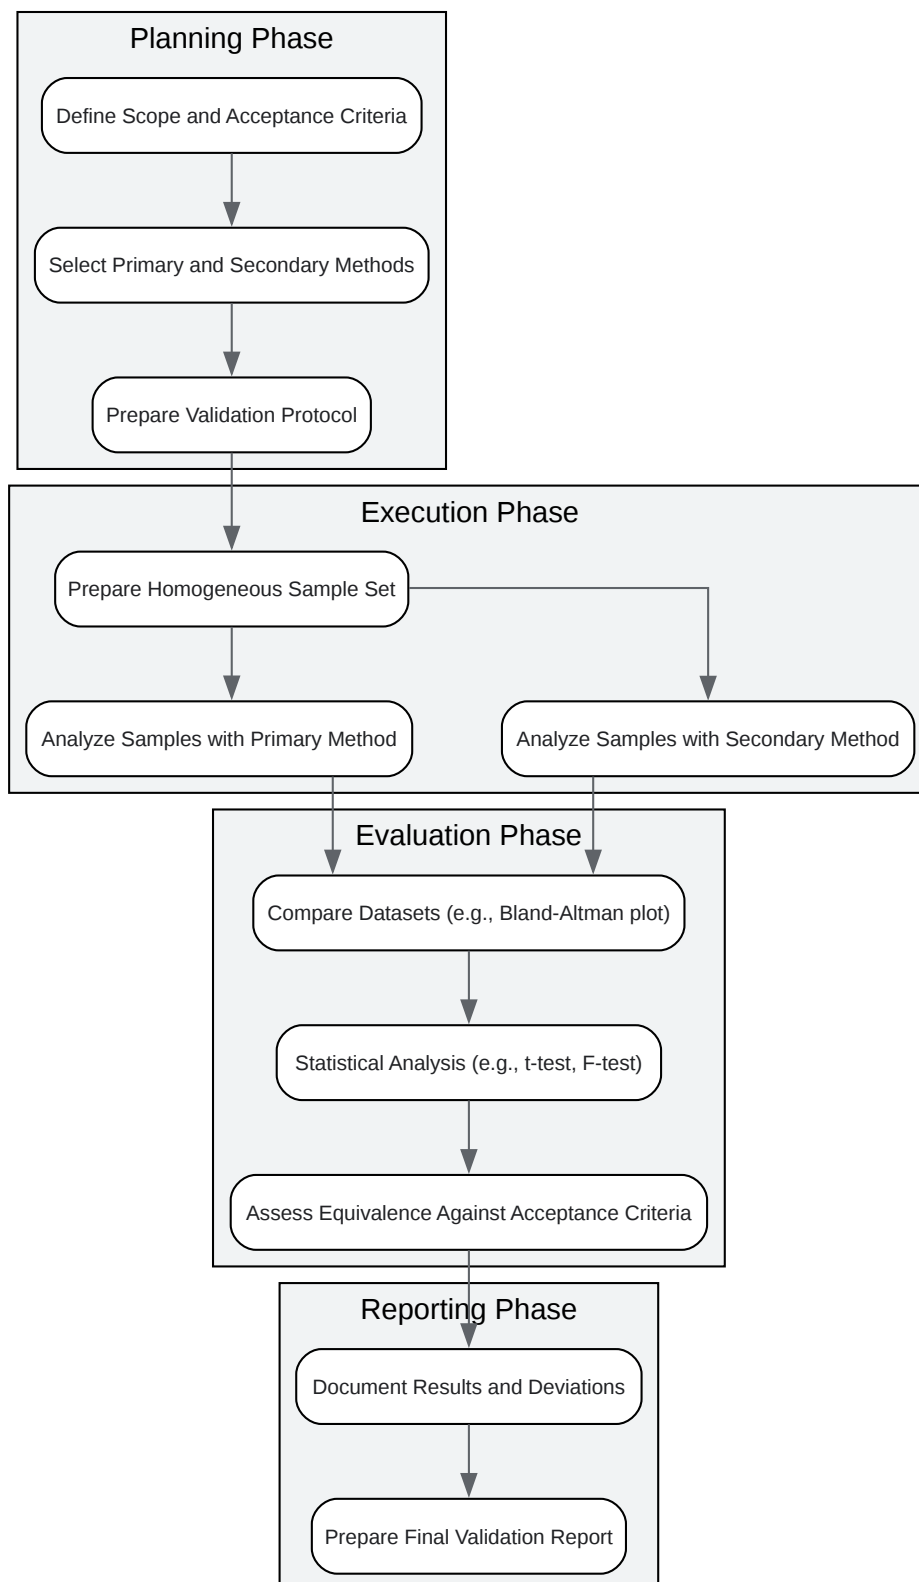 Planning Phase
Define Scope and Acceptance Criteria
Select Primary and Secondary Methods
Prepare Validation Protocol
Execution Phase
Prepare Homogeneous Sample Set
Analyze Samples with Primary Method
Analyze Samples with Secondary Method
Evaluation Phase
Compare Datasets (e.g., Bland-Altman plot)
Statistical Analysis (e.g., t-test, F-test)
Assess Equivalence Against Acceptance Criteria
Reporting Phase
Document Results and Deviations
Prepare Final Validation Report